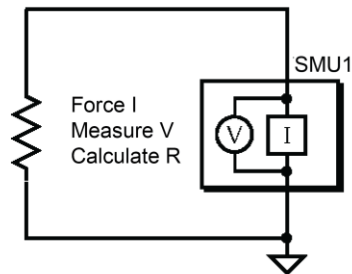 SMU1
Force I
Measure V
Calculate R
V
I